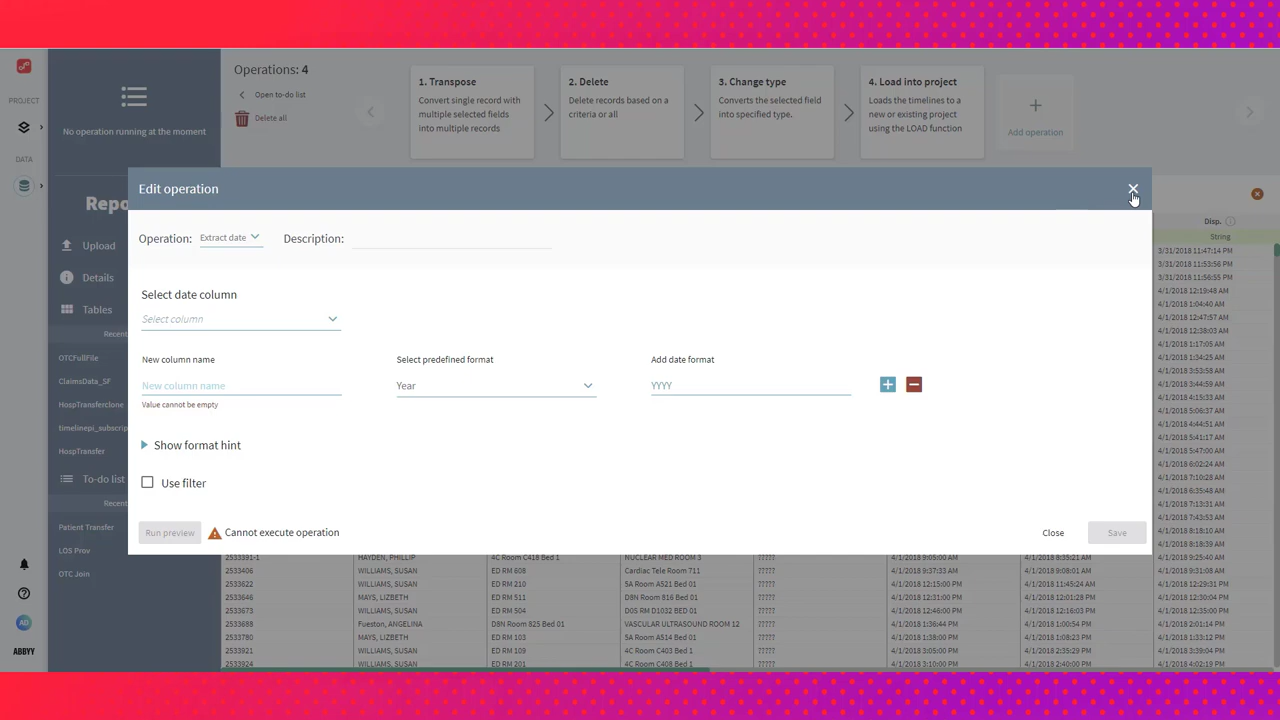 PROJECT
DATA
No operation running at the moment
Upload
Details
Tables
Recent
OTCFullFile
ClaimsData_SF
HospTransferclone
HospTransfer
To-do list
Recent
Patient Transfer
LOS Prov
OTC Join
AD
ABBYY
Operations: 4
Open to-do list
Delete all
1. Transpose
Convert single record with
multiple selected fields
into multiple records
2. Delete
Delete records based on a
criteria or all
3. Change type
Converts the selected field
into specified type.
4. Load into project
Loads the timelines to a
new or existing project
using the LOAD function
Add operation
Edit operation
Operation: Extract date Description:
Select date column
Select column
New column name Select predefined format Add date format
New column name Year YYYY
Value cannot be empty
Show format hint
Use filter
Run preview Cannot execute operation Close Save
Disp.
String
3/31/2018 11:47:14 PM
3/31/2018 11:53:56 PM
3/31/2018 11:56:55 PM
4/1/2018 12:19:48 AM
4/1/2018 1:04:40 AM
4/1/2018 12:47:57 AM
4/1/2018 12:38:03 AM
4/1/2018 1:17:05 AM
4/1/2018 1:34:25 AM
4/1/2018 3:53:58 AM
4/1/2018 3:44:59 AM
4/1/2018 4:15:33 AM
4/1/2018 5:06:37 AM
4/1/2018 4:44:51 AM
4/1/2018 5:41:17 AM
4/1/2018 4:47:00 AM
4/1/2018 6:02:24 AM
4/1/2018 7:10:28 AM
4/1/2018 6:35:48 AM
4/1/2018 7:13:31 AM
4/1/2018 7:43:53 AM
4/1/2018 8:18:10 AM
4/1/2018 8:39:39 AM
2533391-1 HAYDEN, PHILLIP 4C Room C418 Bed 1 NUCLEAR MED ROOM 3 ????? 4/1/2018 9:05:00 AM 4/1/2018 8:35:21 AM 4/1/2018 9:25:40 AM
2533406 WILLIAMS, SUSAN ED RM 608 Cardiac Tele Room 711 ????? 4/1/2018 9:37:33 AM 4/1/2018 9:08:01 AM 4/1/2018 9:31:08 AM
2533622 WILLIAMS, SUSAN ED RM 210 5A Room A521 Bed 01 ????? 4/1/2018 12:15:00 PM 4/1/2018 11:45:24 AM 4/1/2018 12:29:31 PM
2533646 MAYS, LIZBETH ED RM 511 D8N Room 816 Bed 01 ????? 4/1/2018 12:31:00 PM 4/1/2018 12:01:28 PM 4/1/2018 12:30:04 PM
2533673 WILLIAMS, SUSAN ED RM 504 D0S RM D1032 BED 01 ????? 4/1/2018 12:46:00 PM 4/1/2018 12:16:03 PM 4/1/2018 12:35:00 PM
2533688 Fueston, ANGELINA D8N Room 825 Bed 01 VASCULAR ULTRASOUND ROOM 12 ????? 4/1/2018 1:36:44 PM 4/1/2018 1:00:54 PM 4/1/2018 2:01:14 PM
2533780 MAYS, LIZBETH ED RM 103 5A Room A514 Bed 01 ????? 4/1/2018 1:38:00 PM 4/1/2018 1:08:23 PM 4/1/2018 1:33:12 PM
2533921 WILLIAMS, SUSAN ED RM 109 4C Room C403 Bed 1 ????? 4/1/2018 3:05:00 PM 4/1/2018 2:35:29 PM 4/1/2018 3:39:04 PM
2533924 WILLIAMS, SUSAN ED RM 201 4C Room C408 Bed 1 ????? 4/1/2018 3:10:00 PM 4/1/2018 2:40:00 PM 4/1/2018 4:02:19 PM